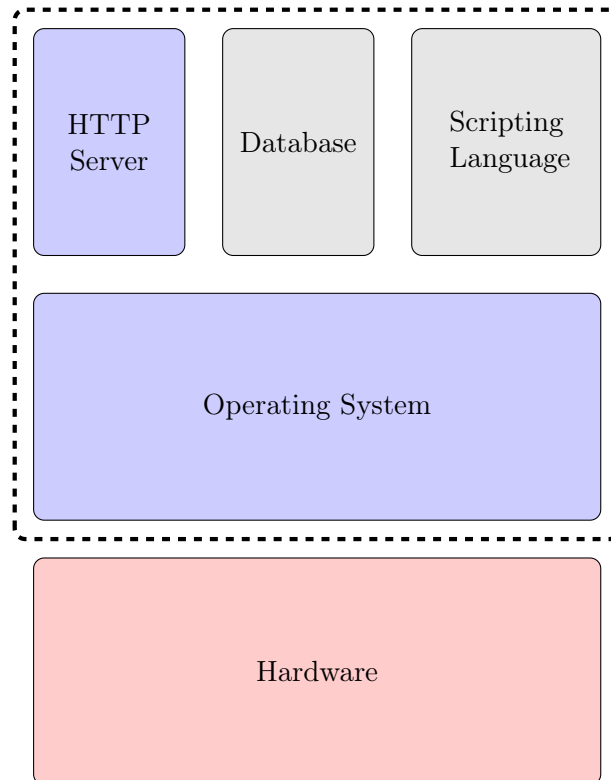 HTTP
Server
Database
Scripting
Language
Operating System
Hardware